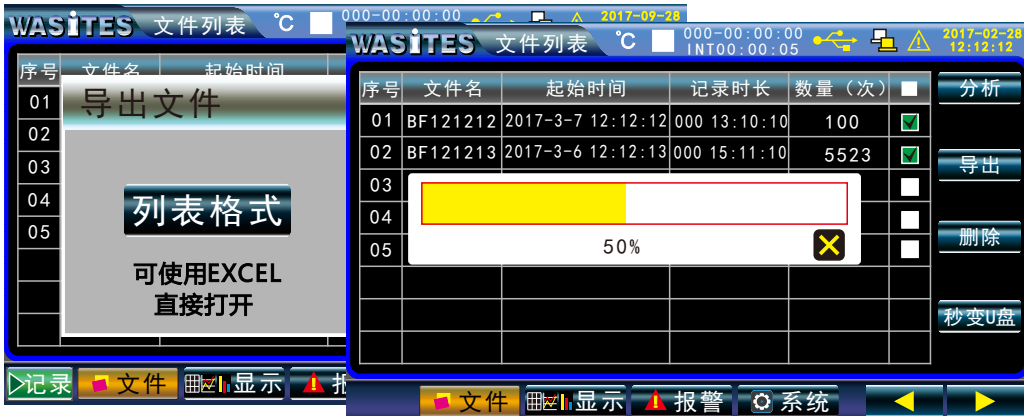 WASiTES 文件列表 ℃ 000-00:00:00 2017-09-28
序号 文件名 起始时间
01
02
03
04
05
导出文件
列表格式
可使用EXCEL
直接打开
▷记录 文件 显示
WASiTES 文件列表 ℃ 000-00:00:00 2017-02-28
INT00:00:05 12:12:12
序号 文件名 起始时间 记录时长 数量（次） 分析
01 BF121212 2017-3-7 12:12:12 000 13:10:10 100
02 BF121213 2017-3-6 12:12:13 000 15:11:10 5523 导出
03
04 删除
05
50%
秒变U盘
文件 显示 报警 系统